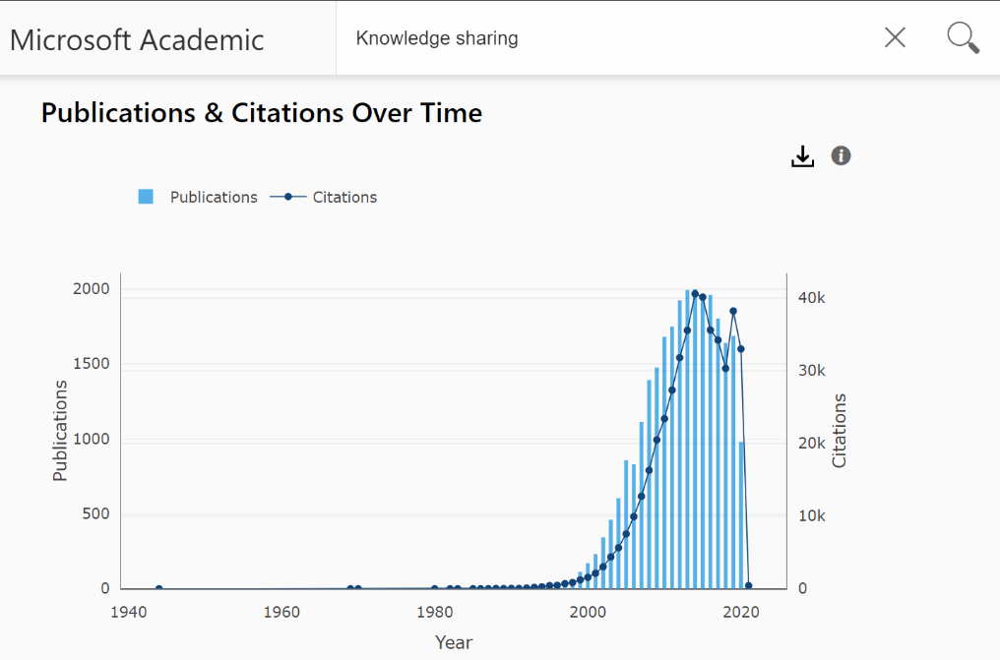 Microsoft Academic
Knowledge sharing
Publications & Citations Over Time
Publications
Citations
2000
1500
1000
500
0
Publications
40k
30k
20k
10k
0
Citations
1940
1960
1980
2000
2020
Year